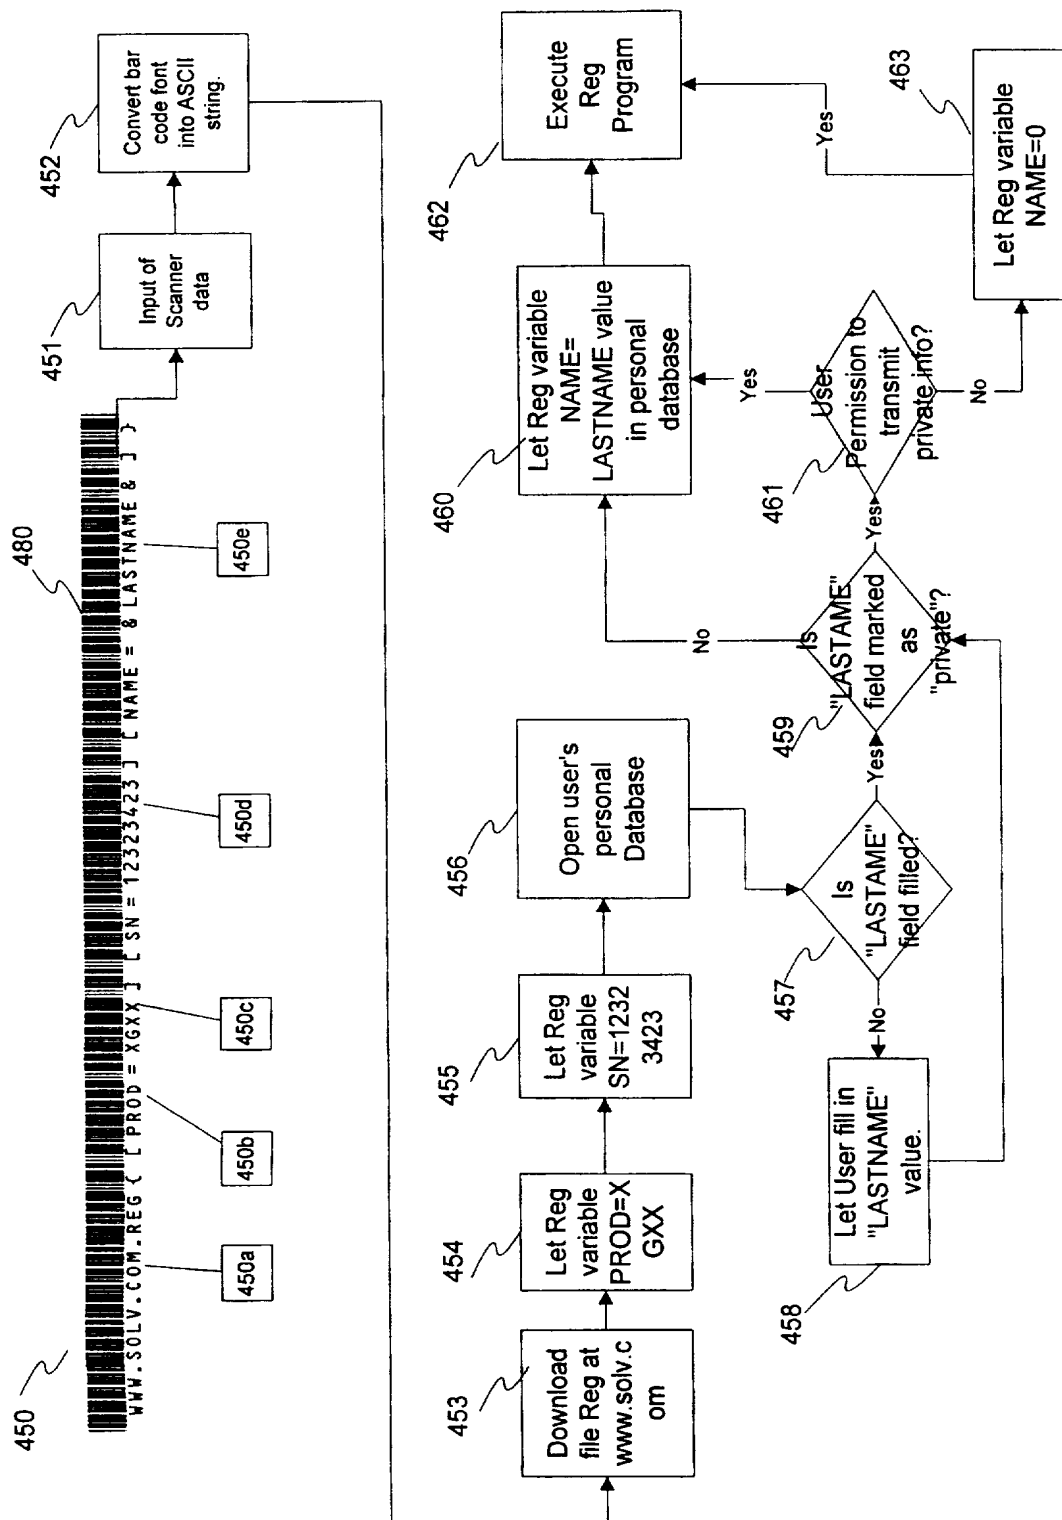 450
480
WWW.SOLV.COM.REG{ [PROD=XGXX] [SN=12323423] [NAME=&LASTNAME&]}
450a
450b
450c
450d
450e
451
Input of
Scanner
data
452
Convert bar
code font
into ASCII
string.
453
Download
file Reg at
www.solv.c
om
454
Let Reg
variable
PROD=X
GXX
455
Let Reg
variable
SN=1232
3423
456
Open user's
personal
Database
457
Is
"LASTAME"
field filled?
No
Yes
458
Let User fill in
"LASTNAME"
value.
459
Is
"LASTAME"
field marked
as
"private"?
No
Yes
460
Let Reg variable
NAME=
LASTNAME value
in personal
database
461
User
Permission to
transmit
private info?
Yes
No
462
Execute
Reg
Program
Yes
463
Let Reg variable
NAME=0